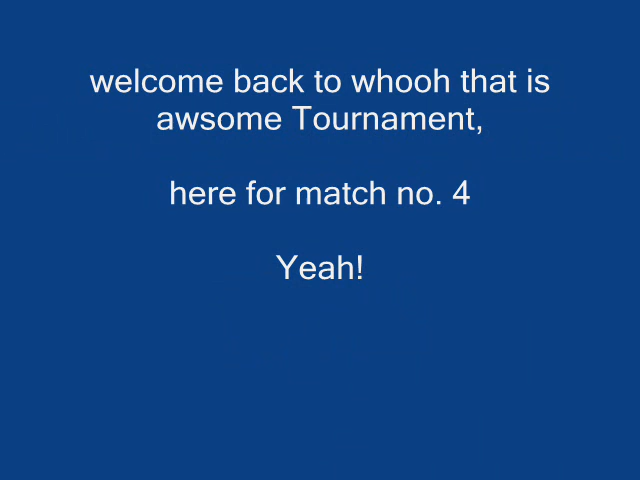 welcome back to whooh that is
awsome Tournament,
here for match no. 4
Yeah!